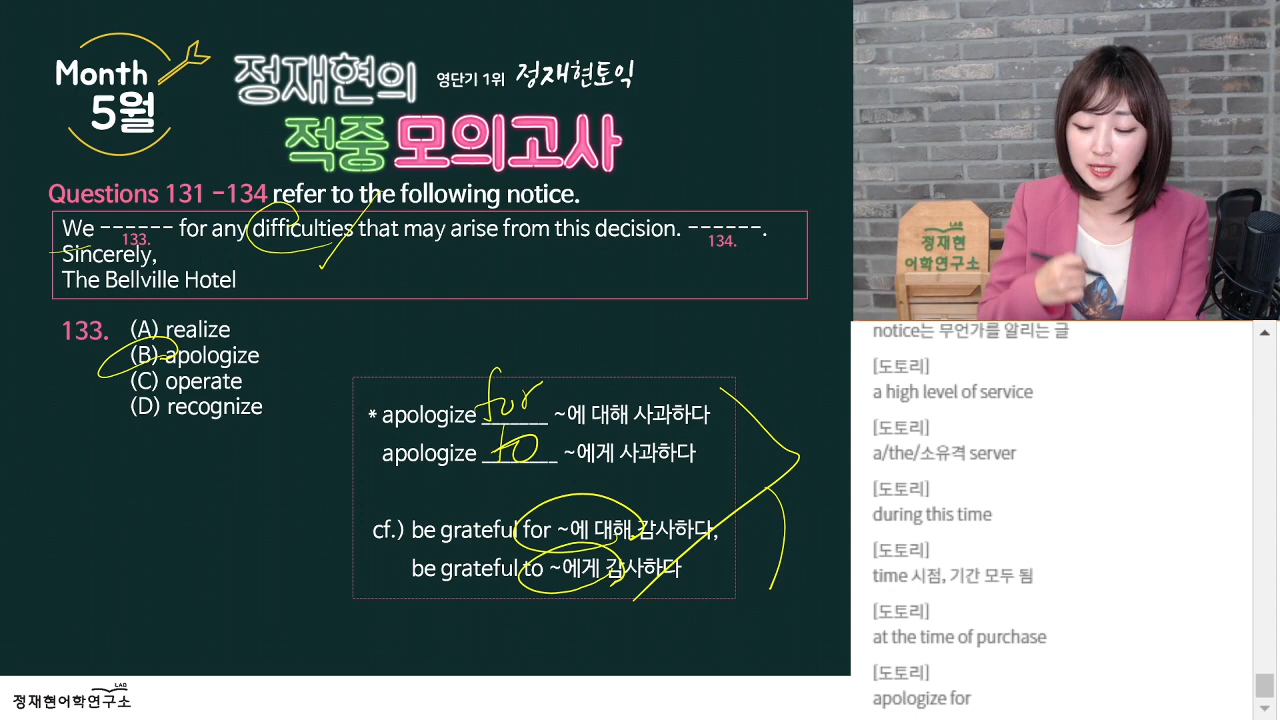 Month
5월
정재현의
영단기 1위 정재현토익
적중 모의고사
Questions 131 -134 refer to the following notice.
We ------ for any difficulties that may arise from this decision. ------.
133.
134.
Sincerely,
The Bellville Hotel
133.
(A) realize
(B) apologize
(C) operate
(D) recognize
* apologize for ~에 대해 사과하다
apologize to ~에게 사과하다
cf.) be grateful for ~에 대해 감사하다,
be grateful to ~에게 감사하다
LAB
정재현어학연구소
LAB
정재현
어학연구소
notice는 무언가를 알리는 글
[도토리]
a high level of service
[도토리]
a/the/소유격 server
[도토리]
during this time
[도토리]
time 시점, 기간 모두 됨
[도토리]
at the time of purchase
[도토리]
apologize for